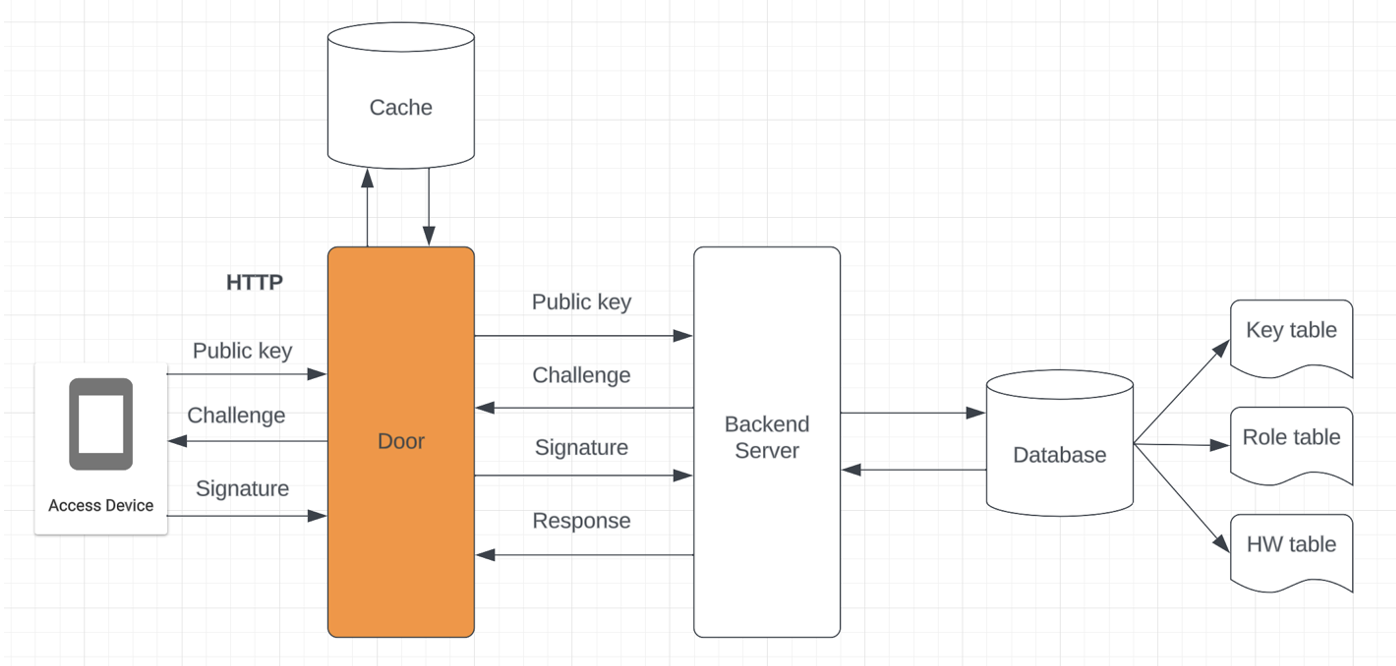 Cache
HTTP
Public key
Challenge
Signature
Access Device
Door
Public key
Challenge
Signature
Response
Backend
Server
Database
Key table
Role table
HW table